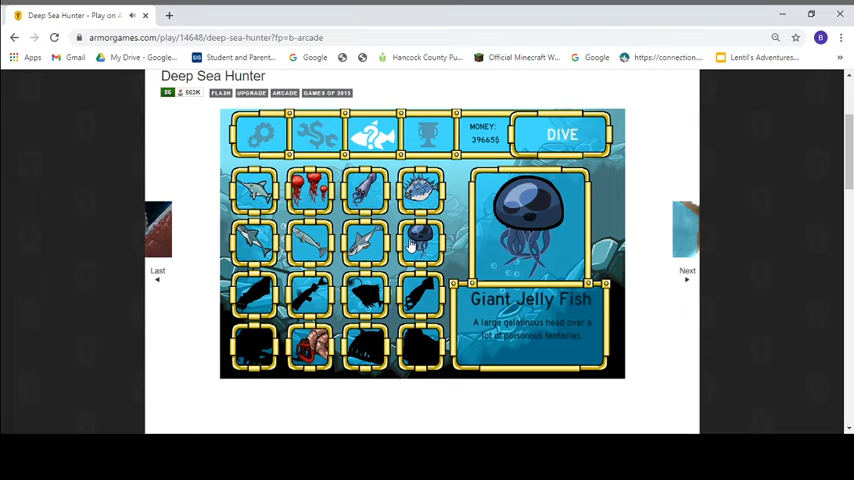 Deep Sea Hunter - Play on A
armorgames.com/play/14648/deep-sea-hunter?fp=b-arcade
B
Apps
Gmail
My Drive - Google...
SIS
Student and Parent...
Google
Hancock County Pu...
Official Minecraft W...
Google
https://connection....
Lentil's Adventures...
»
Deep Sea Hunter
86
663K
FLASH
UPGRADE
ARCADE
GAMES OF 2013
MONEY:
39665$
DIVE
Last
Next
Giant Jelly Fish
A large gelatinous head over a
lot of poisonous tentacles.